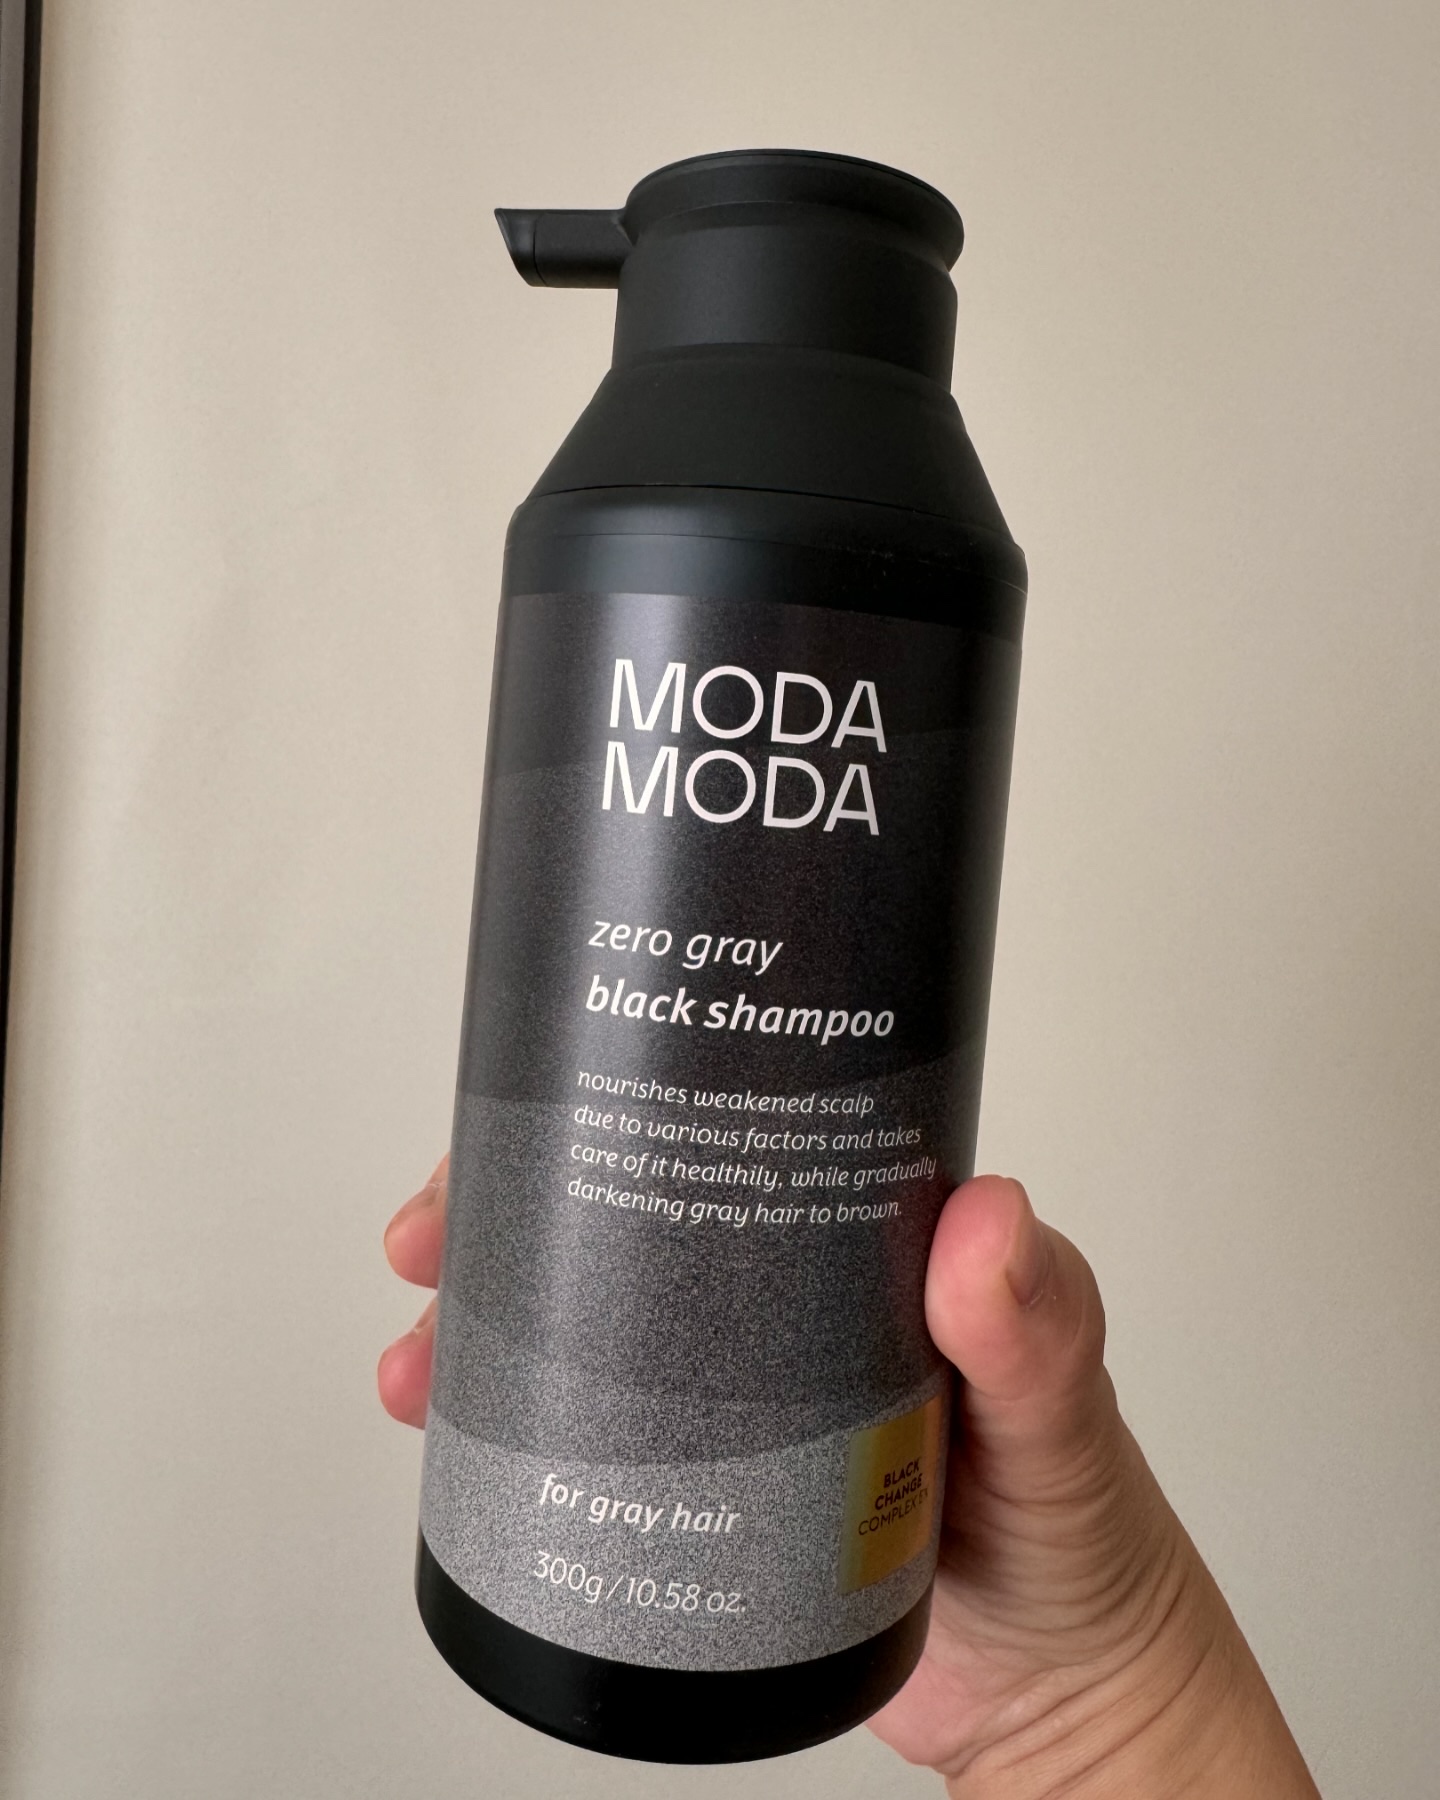 MODA
MODA
zero gray
black shampoo
nourishes weakened scalp
due to various factors and takes
care of it healthily, while gradually
darkening gray hair to brown.
for gray hair
300g/10.58 oz.
BLACK
CHANGE
COMPLEX EX